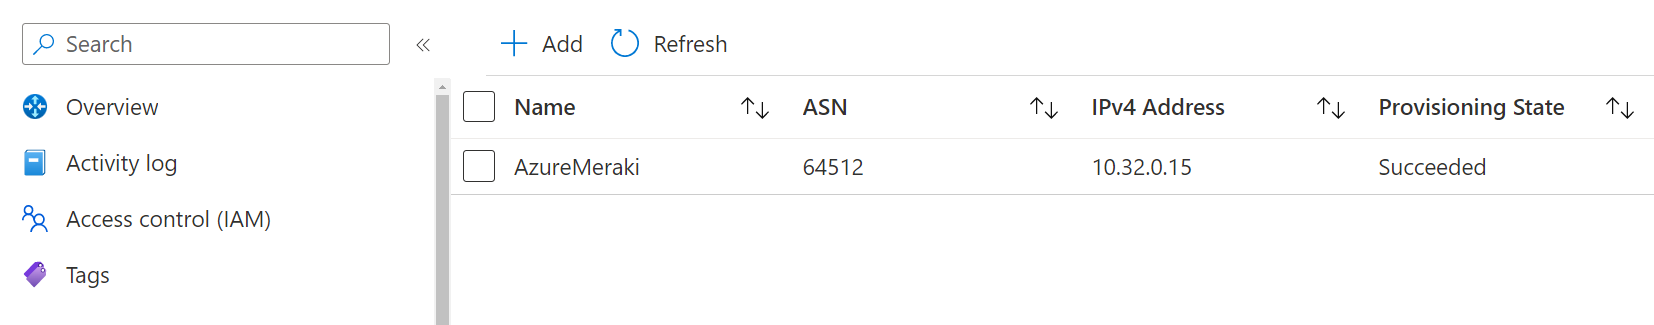 Search
«
Add
Refresh
Overview
Activity log
Access control (IAM)
Tags
Name ASN IPv4 Address Provisioning State
AzureMeraki 64512 10.32.0.15 Succeeded